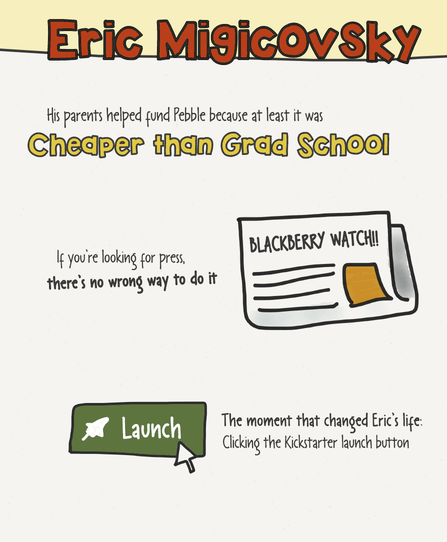 Eric Migicovsky
His parents helped fund Pebble because at least it was
Cheaper than Grad School
BLACKBERRY WATCH!!
If you're looking for press,
there's no wrong way to do it
Launch
The moment that changed Eric's life:
Clicking the Kickstarter launch button